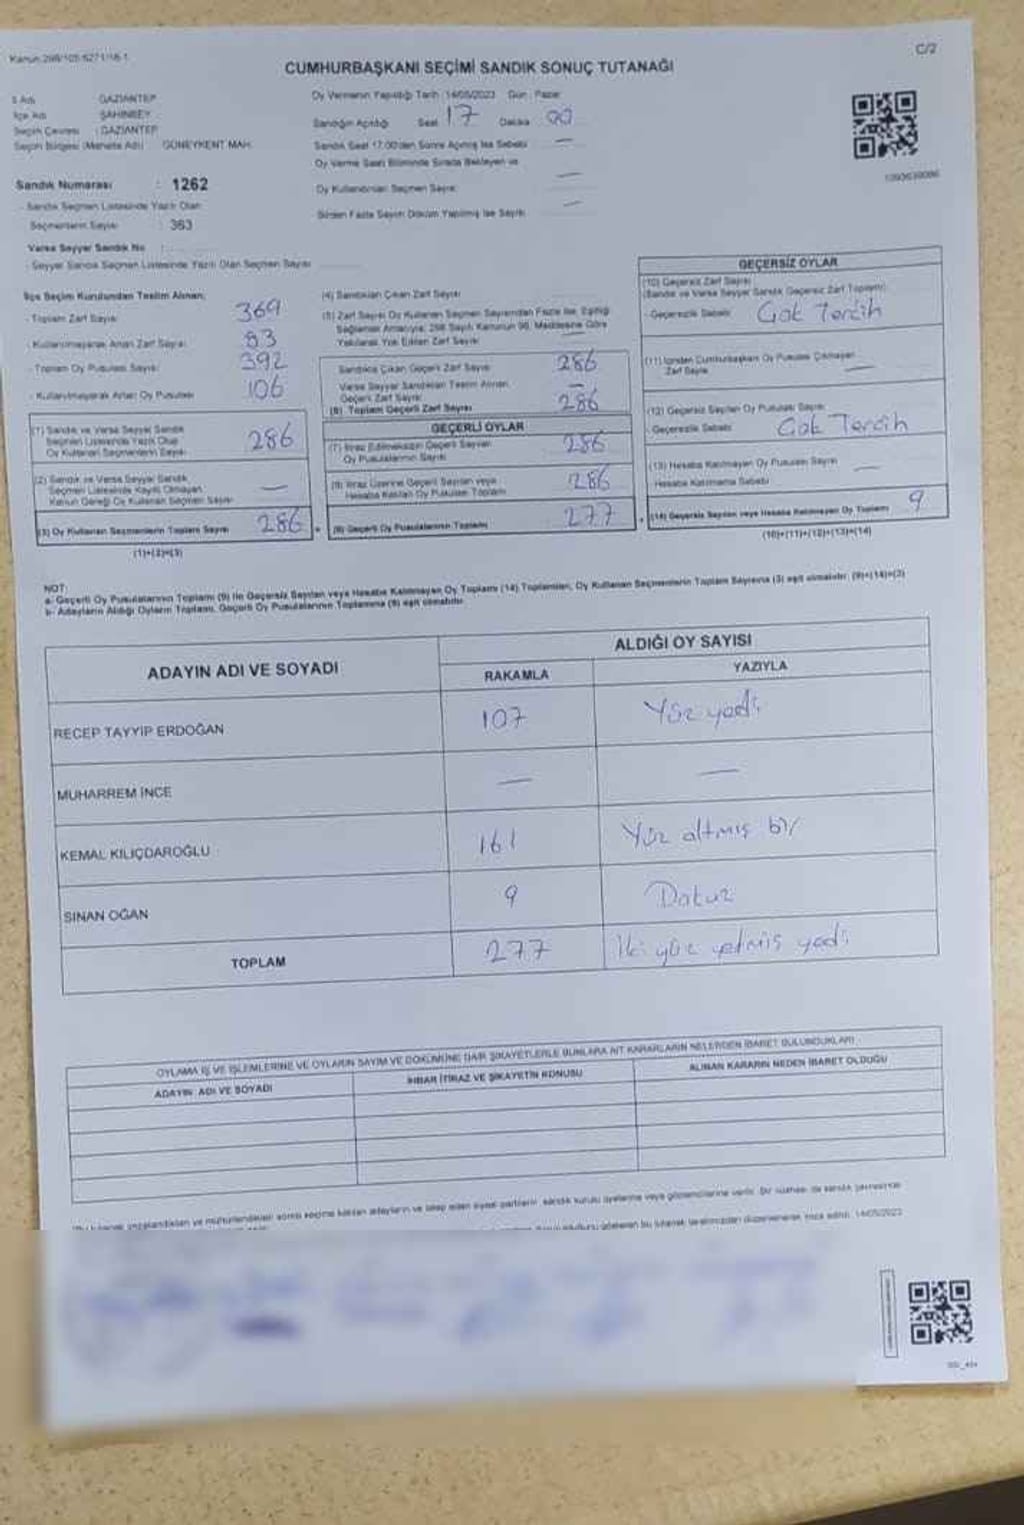 C/2
CUMHURBAŞKANI SEÇİMİ SANDIK SONUÇ TUTANAĞI
İl Adı : GAZİANTEP
İlçe Adı : ŞAHİNBEY
Seçim Çevresi : GAZİANTEP
Seçim Bölgesi (Mahalle Adı) : GÜNEYKENT MAH.
Oy Vermenin Yapıldığı Tarih : 14/05/2023 Gün : Pazar
Sandığın Açıldığı Saat 17 Dakika 00
Sandık Saat 17.00'den Sonra Açılmış İse Sebebi —
Oy Verme Saati Bitiminde Sırada Bekleyen ve
Oy Kullandırılan Seçmen Sayısı —
Birden Fazla Sayım Döküm Yapılmış İse Sayısı —
Sandık Numarası : 1262
- Sandık Seçmen Listesinde Yazılı Olan
Seçmenlerin Sayısı : 363
Varsa Seyyar Sandık No :
- Seyyar Sandık Seçmen Listesinde Yazılı Olan Seçmen Sayısı
İlçe Seçim Kurulundan Teslim Alınan;
- Toplam Zarf Sayısı 369
- Kullanılmayarak Artan Zarf Sayısı 83
- Toplam Oy Pusulası Sayısı 392
- Kullanılmayarak Artan Oy Pusulası 106
(1) Sandık ve Varsa Seyyar Sandık
Seçmen Listesinde Yazılı Olup
Oy Kullanan Seçmenlerin Sayısı 286
(2) Sandık ve Varsa Seyyar Sandık
Seçmen Listesinde Kayıtlı Olmayan
Kanun Gereği Oy Kullanan Seçmen Sayısı —
(3) Oy Kullanan Seçmenlerin Toplam Sayısı 286
(1)+(2)=(3)
(4) Sandıktan Çıkan Zarf Sayısı
(5) Zarf Sayısı Oy Kullanan Seçmen Sayısından Fazla İse, Eşitliği
Sağlamak Amacıyla; 298 Sayılı Kanunun 98. Maddesine Göre
Yakılarak Yok Edilen Zarf Sayısı
Sandıkta Çıkan Geçerli Zarf Sayısı 286
Varsa Seyyar Sandıktan Teslim Alınan
Geçerli Zarf Sayısı —
(6) Toplam Geçerli Zarf Sayısı 286
GEÇERLİ OYLAR
(7) İtiraz Edilmeksizin Geçerli Sayılan
Oy Pusulalarının Sayısı 286
(8) İtiraz Üzerine Geçerli Sayılan veya
Hesaba Katılan Oy Pusulası Toplamı 286
(9) Geçerli Oy Pusulalarının Toplamı 277
GEÇERSİZ OYLAR
(10) Geçersiz Zarf Sayısı
(Sandık ve Varsa Seyyar Sandık Geçersiz Zarf Toplamı)
- Geçersizlik Sebebi Çok Tercih
(11) İçinden Cumhurbaşkanı Oy Pusulası Çıkmayan
Zarf Sayısı —
(12) Geçersiz Sayılan Oy Pusulası Sayısı
- Geçersizlik Sebebi Çok Tercih
(13) Hesaba Katılmayan Oy Pusulası Sayısı —
Hesaba Katılmama Sebebi
(14) Geçersiz Sayılan veya Hesaba Katılmayan Oy Toplamı 9
(10)+(11)+(12)+(13)=(14)
NOT:
a- Geçerli Oy Pusulalarının Toplamı (9) ile Geçersiz Sayılan veya Hesaba Katılmayan Oy Toplamı (14) Toplamları, Oy Kullanan Seçmenlerin Toplam Sayısına (3) eşit olmalıdır. (9)+(14)=(3)
b- Adayların Aldığı Oyların Toplamı, Geçerli Oy Pusulalarının Toplamına (9) eşit olmalıdır.
ADAYIN ADI VE SOYADI
ALDIĞI OY SAYISI
RAKAMLA YAZIYLA
RECEP TAYYİP ERDOĞAN 107 Yüz yedi
MUHARREM İNCE — —
KEMAL KILIÇDAROĞLU 161 Yüz altmış bir
SİNAN OĞAN 9 Dokuz
TOPLAM 277 İki yüz yetmiş yedi
OYLAMA İŞ VE İŞLEMLERİNE VE OYLARIN SAYIM VE DÖKÜMÜNE DAİR ŞİKAYETLERLE BUNLARA AİT KARARLARIN NELERDEN İBARET BULUNDUKLARI
ADAYIN ADI VE SOYADI
İHBAR İTİRAZ VE ŞİKAYETİN KONUSU
ALINAN KARARIN NEDEN İBARET OLDUĞU